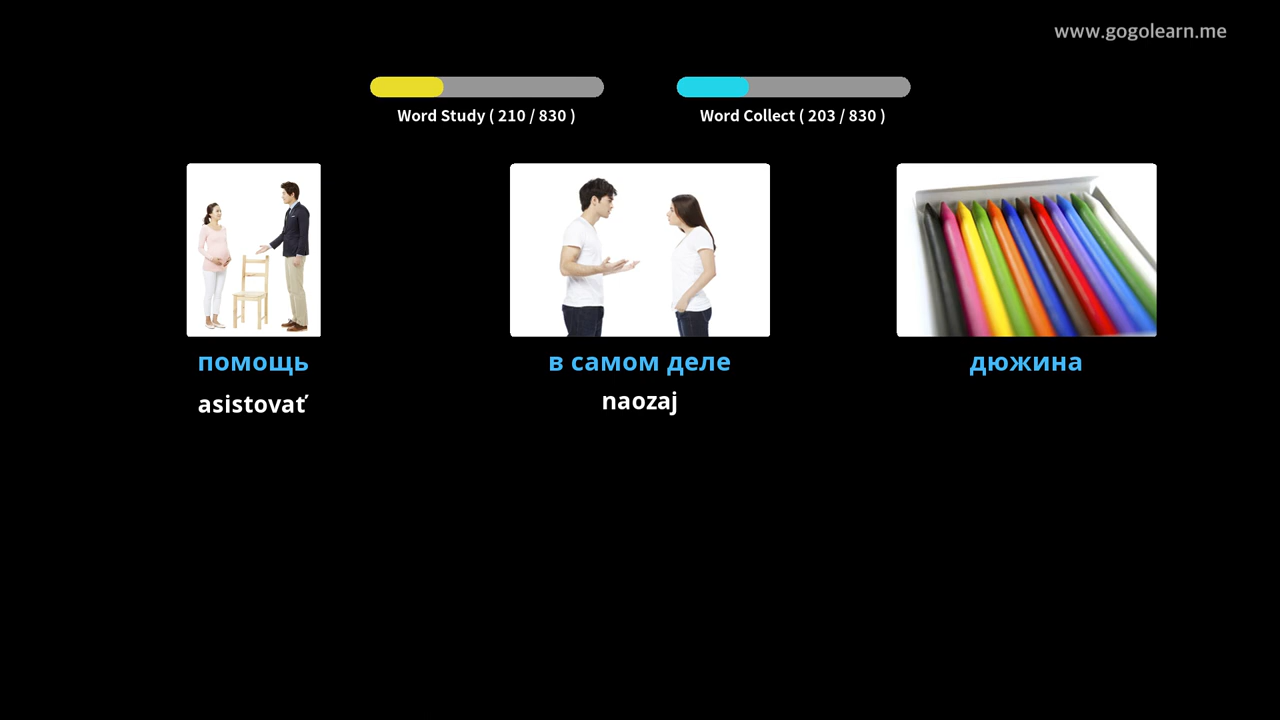 www.gogolearn.me
Word Study ( 210 / 830 )
Word Collect ( 203 / 830 )
помощь
в самом деле
дюжина
asistovať
naozaj